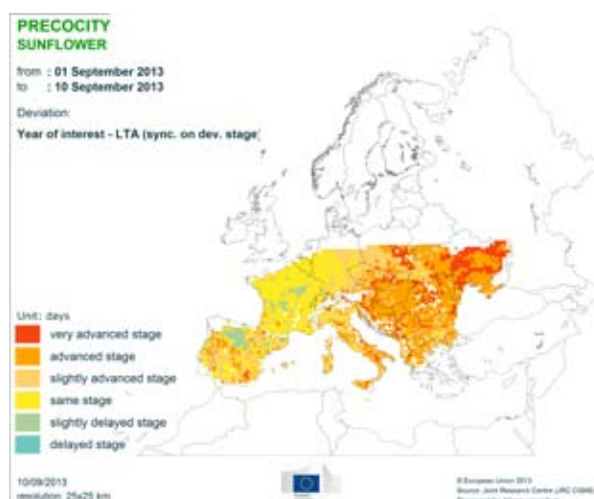 PRECOCITY
SUNFLOWER
from : 01 September 2013
to : 10 September 2013
Deviation:
Year of interest - LTA (sync. on dev. stage)
Unit: days
very advanced stage
advanced stage
slightly advanced stage
same stage
slightly delayed stage
delayed stage
10/09/2013
resolution: 25x25 km
© European Union 2013
Source: Joint Research Centre